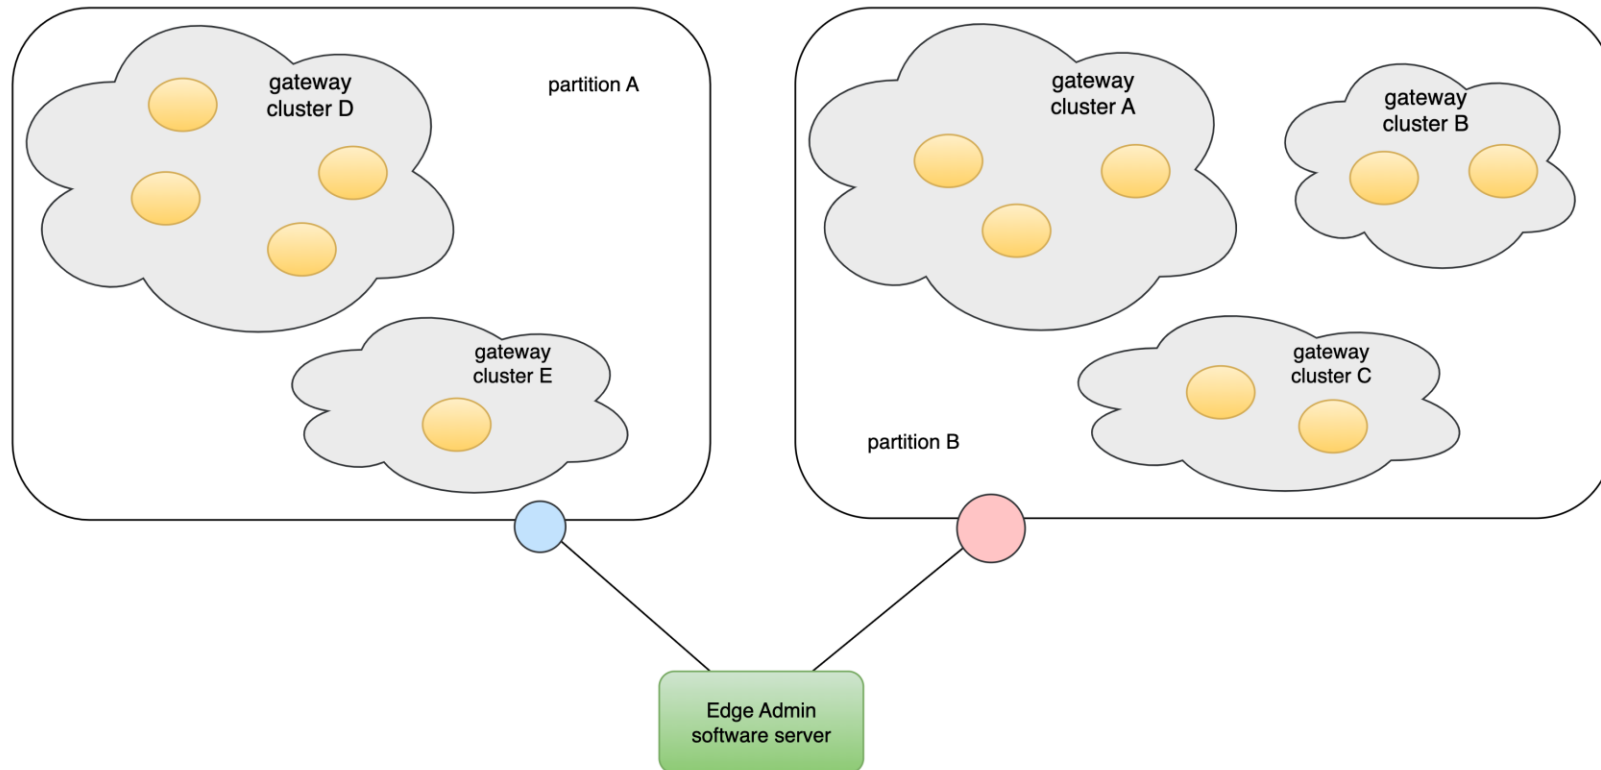 gateway
cluster D
partition A
gateway
cluster E
gateway
cluster A
gateway
cluster B
gateway
cluster C
partition B
Edge Admin
software server